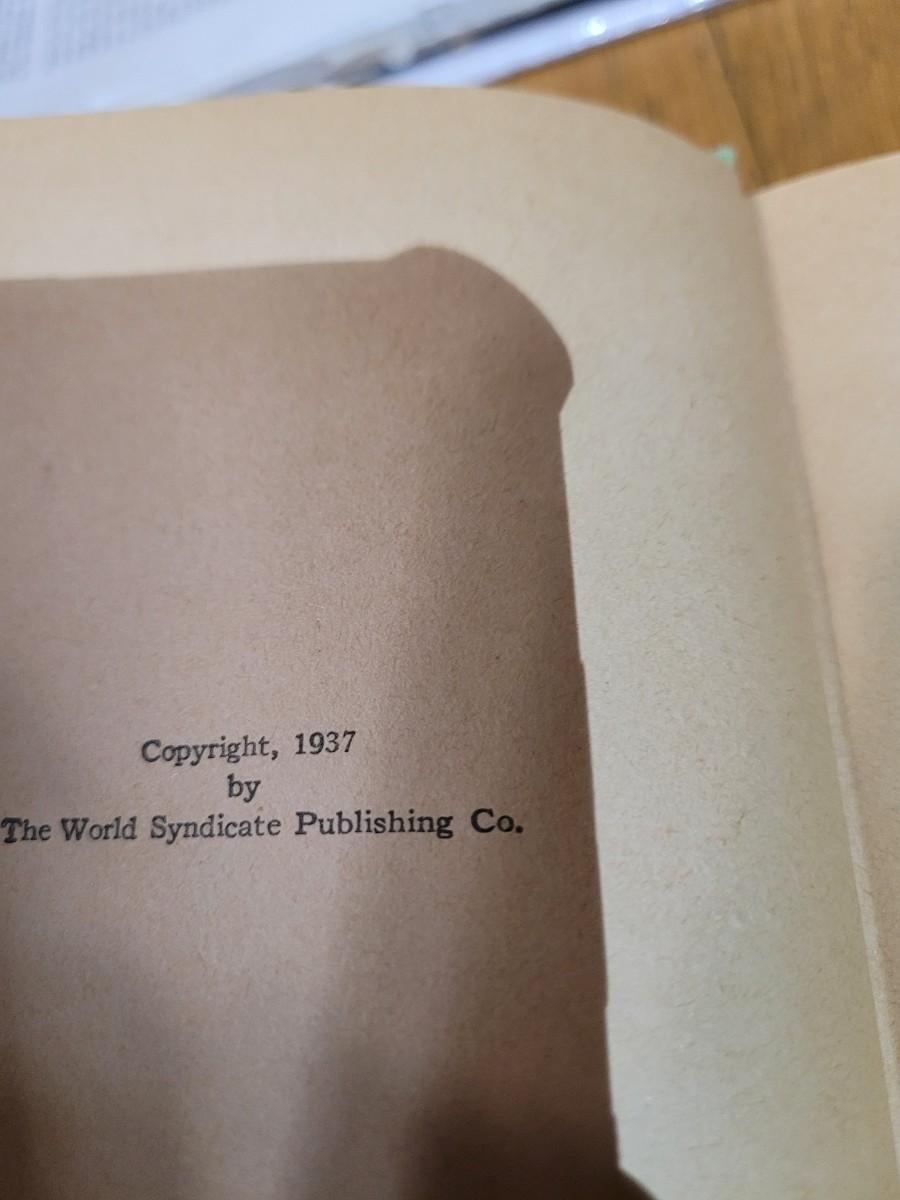 Copyright, 1937
by
The World Syndicate Publishing Co.